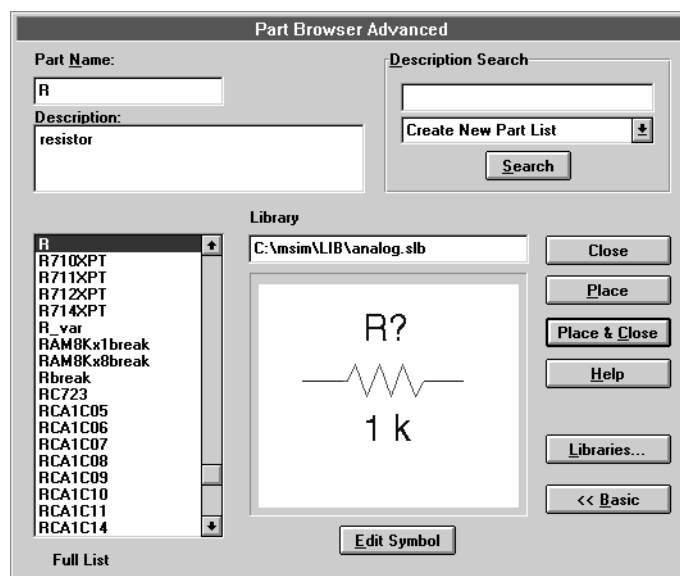 Part Browser Advanced
Part Name:
R
Description:
resistor
Description Search
Create New Part List
Search
R
R710XPT
R711XPT
R712XPT
R714XPT
R_var
RAM8Kx1break
RAM8Kx8break
Rbreak
RC723
RCA1C05
RCA1C06
RCA1C07
RCA1C08
RCA1C09
RCA1C10
RCA1C11
RCA1C14
Full List
Library
C:\msim\LIB\analog.slb
R?
1 k
Edit Symbol
Close
Place
Place & Close
Help
Libraries...
<< Basic